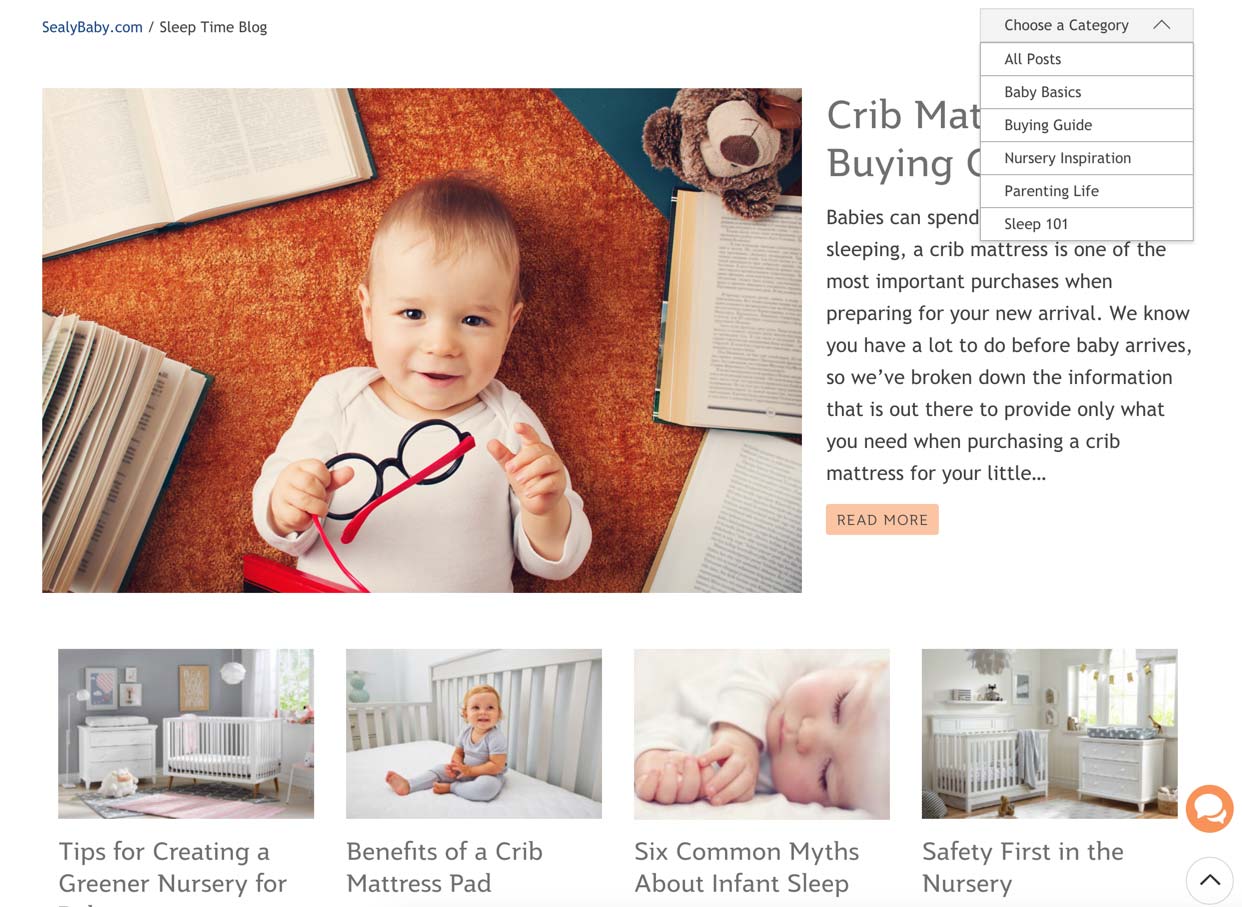 SealyBaby.com / Sleep Time Blog
Choose a Category
All Posts
Baby Basics
Buying Guide
Nursery Inspiration
Parenting Life
Sleep 101
Crib Mat
Buying
Babies can spend
sleeping, a crib mattress is one of the
most important purchases when
preparing for your new arrival. We know
you have a lot to do before baby arrives,
so we’ve broken down the information
that is out there to provide only what
you need when purchasing a crib
mattress for your little…
READ MORE
Tips for Creating a
Greener Nursery for
Benefits of a Crib
Mattress Pad
Six Common Myths
About Infant Sleep
Safety First in the
Nursery